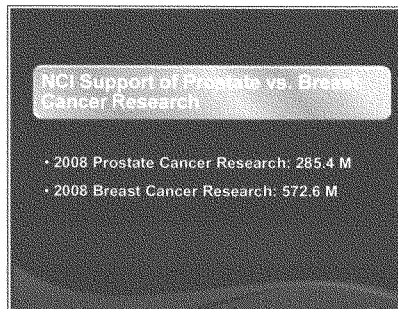 NCI Support of Prostate vs. Breast
Cancer Research
• 2008 Prostate Cancer Research: 285.4 M
• 2008 Breast Cancer Research: 572.6 M